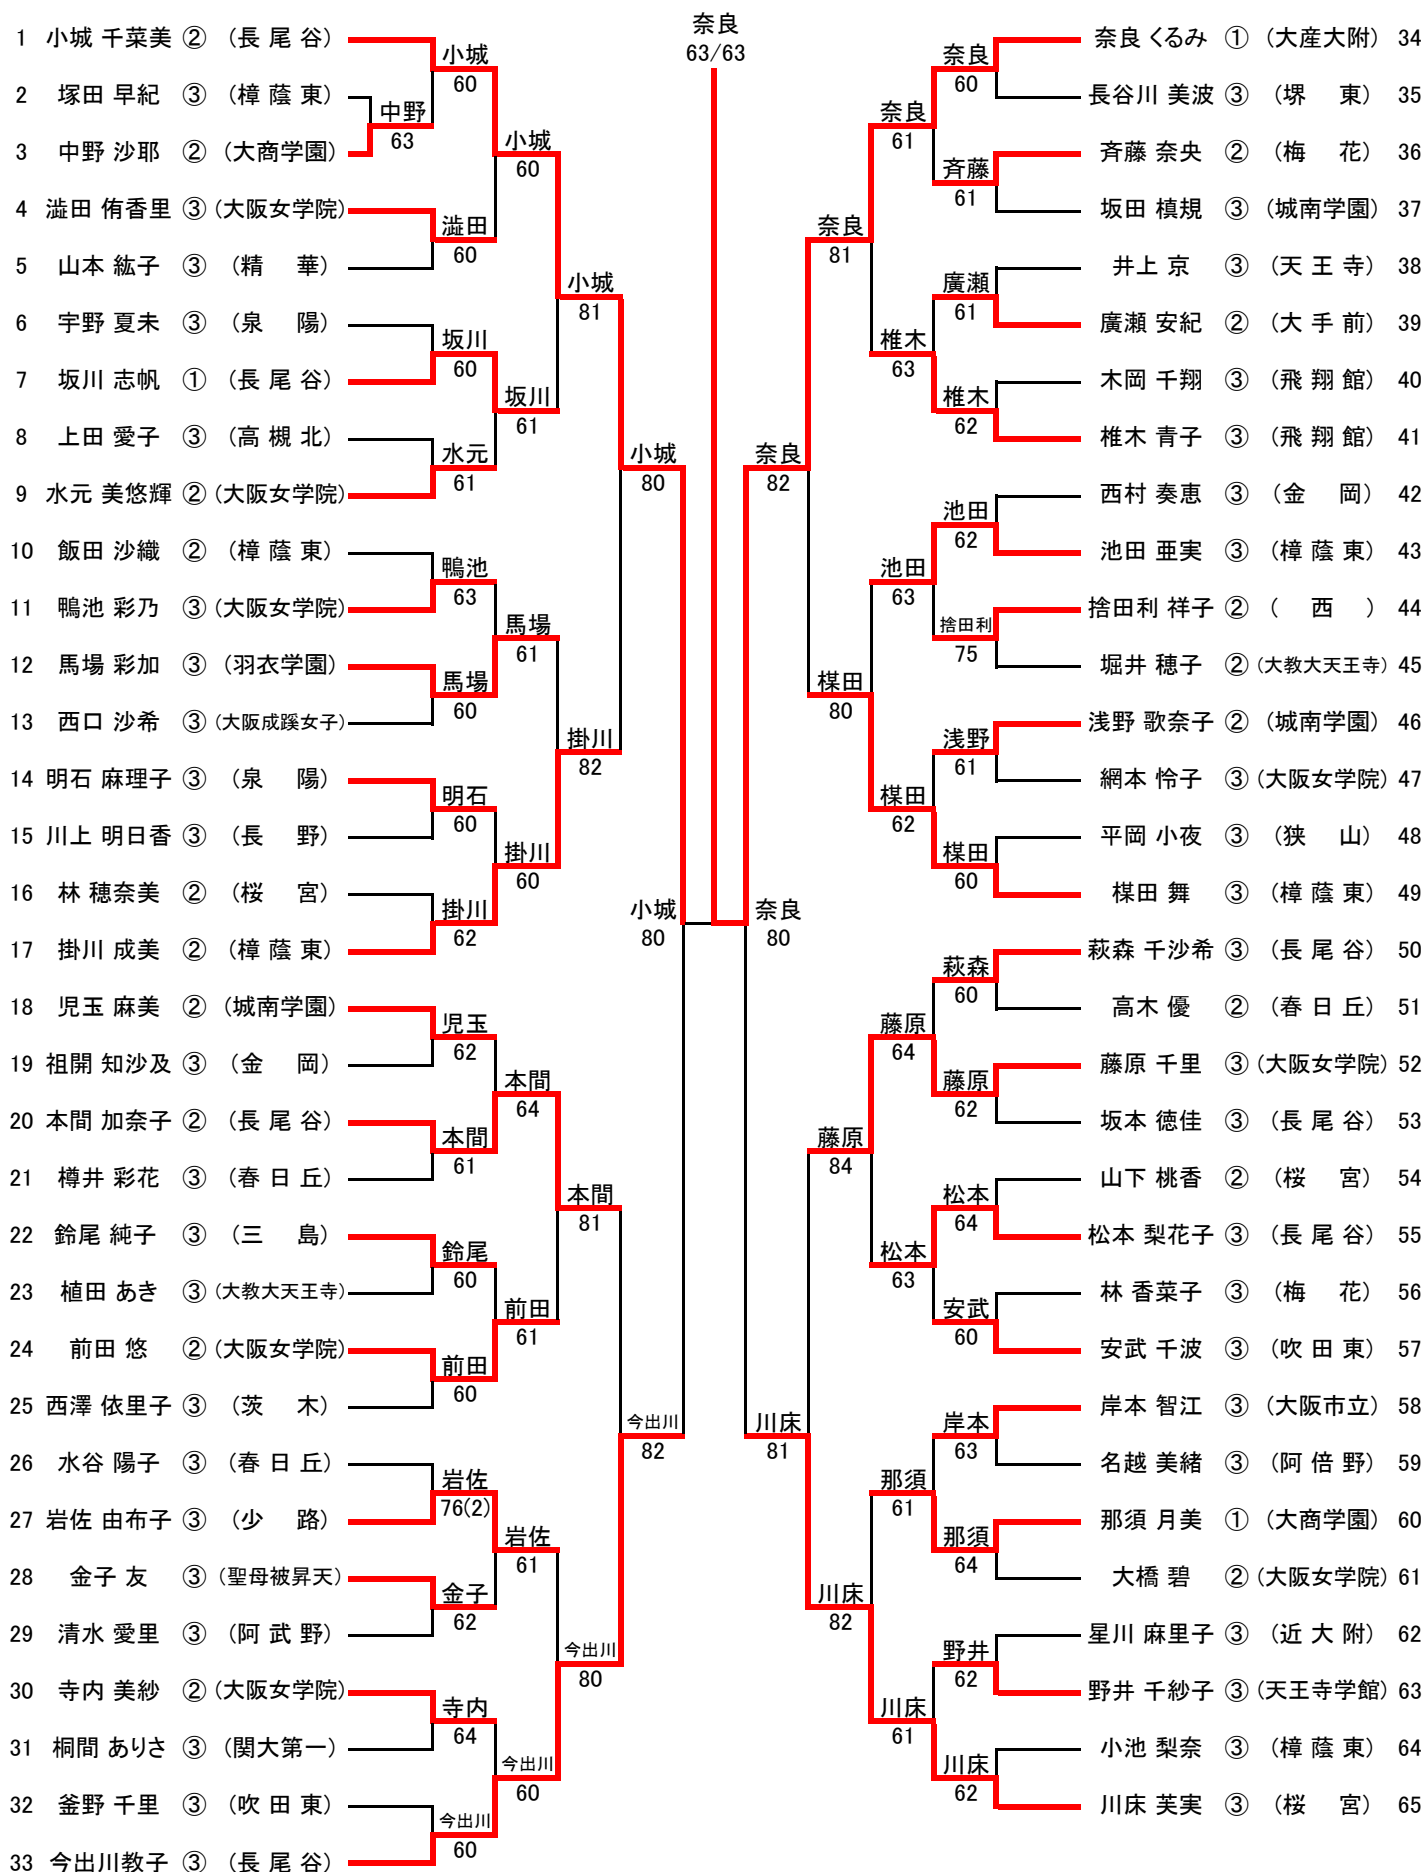 奈良
63/63
1 小城 千菜美 ② （長 尾 谷）
2 塚田 早紀 ③ （樟 蔭 東）
3 中野 沙耶 ② （大商学園）
4 澁田 侑香里 ③ （大阪女学院）
5 山本 紘子 ③ （精 華）
6 宇野 夏未 ③ （泉 陽）
7 坂川 志帆 ① （長 尾 谷）
8 上田 愛子 ③ （高 槻 北）
9 水元 美悠輝 ② （大阪女学院）
10 飯田 沙織 ② （樟 蔭 東）
11 鴨池 彩乃 ③ （大阪女学院）
12 馬場 彩加 ③ （羽衣学園）
13 西口 沙希 ③ （大阪成蹊女子）
14 明石 麻理子 ③ （泉 陽）
15 川上 明日香 ③ （長 野）
16 林 穂奈美 ② （桜 宮）
17 掛川 成美 ② （樟 蔭 東）
18 児玉 麻美 ② （城南学園）
19 祖開 知沙及 ③ （金 岡）
20 本間 加奈子 ② （長 尾 谷）
21 樽井 彩花 ③ （春 日 丘）
22 鈴尾 純子 ③ （三 島）
23 植田 あき ③ （大教大天王寺）
24 前田 悠 ② （大阪女学院）
25 西澤 依里子 ③ （茨 木）
26 水谷 陽子 ③ （春 日 丘）
27 岩佐 由布子 ③ （少 路）
28 金子 友 ③ （聖母被昇天）
29 清水 愛里 ③ （阿 武 野）
30 寺内 美紗 ② （大阪女学院）
31 桐間 ありさ ③ （関大第一）
32 釜野 千里 ③ （吹 田 東）
33 今出川教子 ③ （長 尾 谷）
中野
63
小城
60
澁田
60
坂川
60
水元
61
鴨池
63
馬場
60
明石
60
掛川
62
児玉
62
本間
61
鈴尾
60
前田
60
岩佐
76(2)
金子
62
寺内
64
今出川
60
小城
60
坂川
61
馬場
61
掛川
60
本間
64
前田
61
岩佐
61
今出川
60
小城
81
掛川
82
本間
81
今出川
80
小城
80
今出川
82
小城
80
奈良
80
奈良
82
川床
81
奈良
81
楳田
80
藤原
84
川床
82
奈良
61
椎木
63
池田
63
楳田
62
藤原
64
松本
63
那須
61
川床
61
奈良
60
斉藤
61
廣瀬
61
椎木
62
池田
62
捨田利
75
浅野
61
楳田
60
萩森
60
藤原
62
松本
64
安武
60
岸本
63
那須
64
野井
62
川床
62
奈良 くるみ ① （大産大附） 34
長谷川 美波 ③ （堺 東） 35
斉藤 奈央 ② （梅 花） 36
坂田 槙規 ③ （城南学園） 37
井上 京 ③ （天 王 寺） 38
廣瀬 安紀 ② （大 手 前） 39
木岡 千翔 ③ （飛 翔 館） 40
椎木 青子 ③ （飛 翔 館） 41
西村 奏恵 ③ （金 岡） 42
池田 亜実 ③ （樟 蔭 東） 43
捨田利 祥子 ② （ 西 ） 44
堀井 穂子 ② （大教大天王寺） 45
浅野 歌奈子 ② （城南学園） 46
網本 怜子 ③ （大阪女学院） 47
平岡 小夜 ③ （狭 山） 48
楳田 舞 ③ （樟 蔭 東） 49
萩森 千沙希 ③ （長 尾 谷） 50
高木 優 ② （春 日 丘） 51
藤原 千里 ③ （大阪女学院） 52
坂本 徳佳 ③ （長 尾 谷） 53
山下 桃香 ② （桜 宮） 54
松本 梨花子 ③ （長 尾 谷） 55
林 香菜子 ③ （梅 花） 56
安武 千波 ③ （吹 田 東） 57
岸本 智江 ③ （大阪市立） 58
名越 美緒 ③ （阿 倍 野） 59
那須 月美 ① （大商学園） 60
大橋 碧 ② （大阪女学院） 61
星川 麻里子 ③ （近 大 附） 62
野井 千紗子 ③ （天王寺学館） 63
小池 梨奈 ③ （樟 蔭 東） 64
川床 芙実 ③ （桜 宮） 65